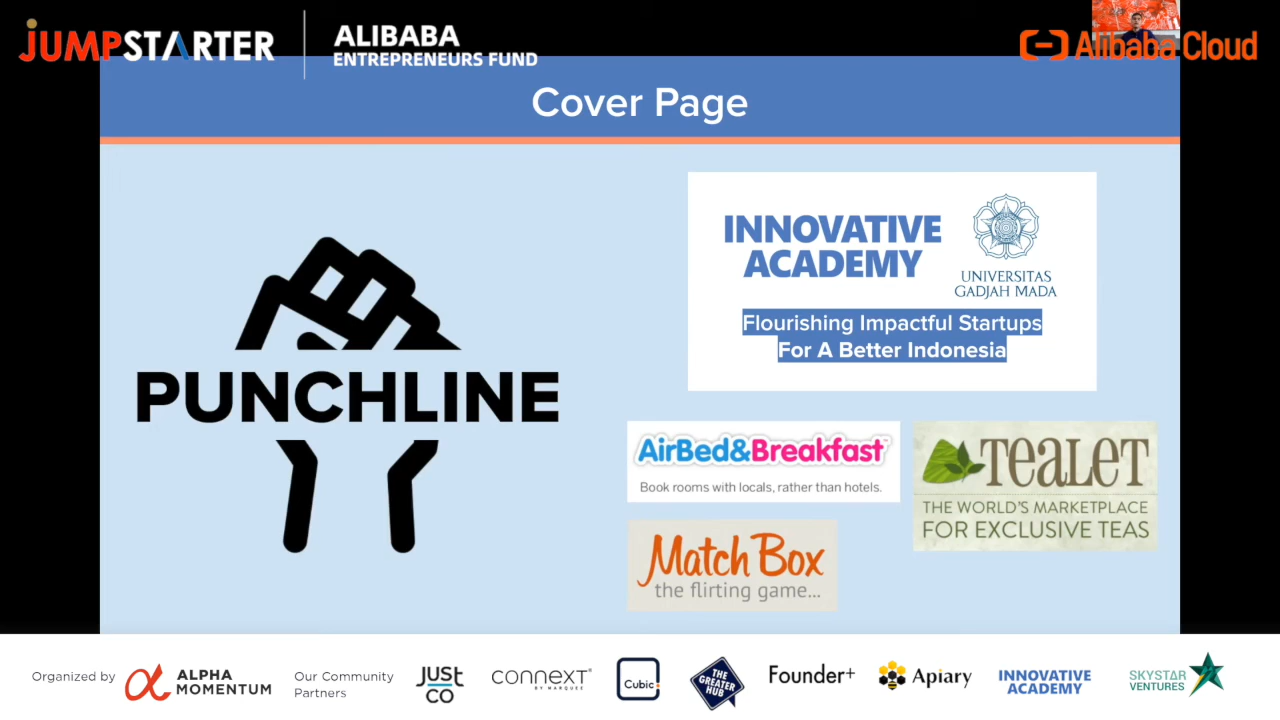 JUMPSTARTER
ALIBABA
ENTREPRENEURS FUND
Alibaba Cloud
Cover Page
PUNCHLINE
INNOVATIVE
ACADEMY
UNIVERSITAS
GADJAH MADA
Flourishing Impactful Startups
For A Better Indonesia
AirBed&Breakfast
Book rooms with locals, rather than hotels.
TEALET
THE WORLD'S MARKETPLACE
FOR EXCLUSIVE TEAS
Match Box
the flirting game...
Organized by
ALPHA
MOMENTUM
Our Community
Partners
JUST
CO
CONNEXT
BY MARQUEE
Cubic
THE
GREATER
HUB
Founder+
Apiary
INNOVATIVE
ACADEMY
SKYSTAR
VENTURES